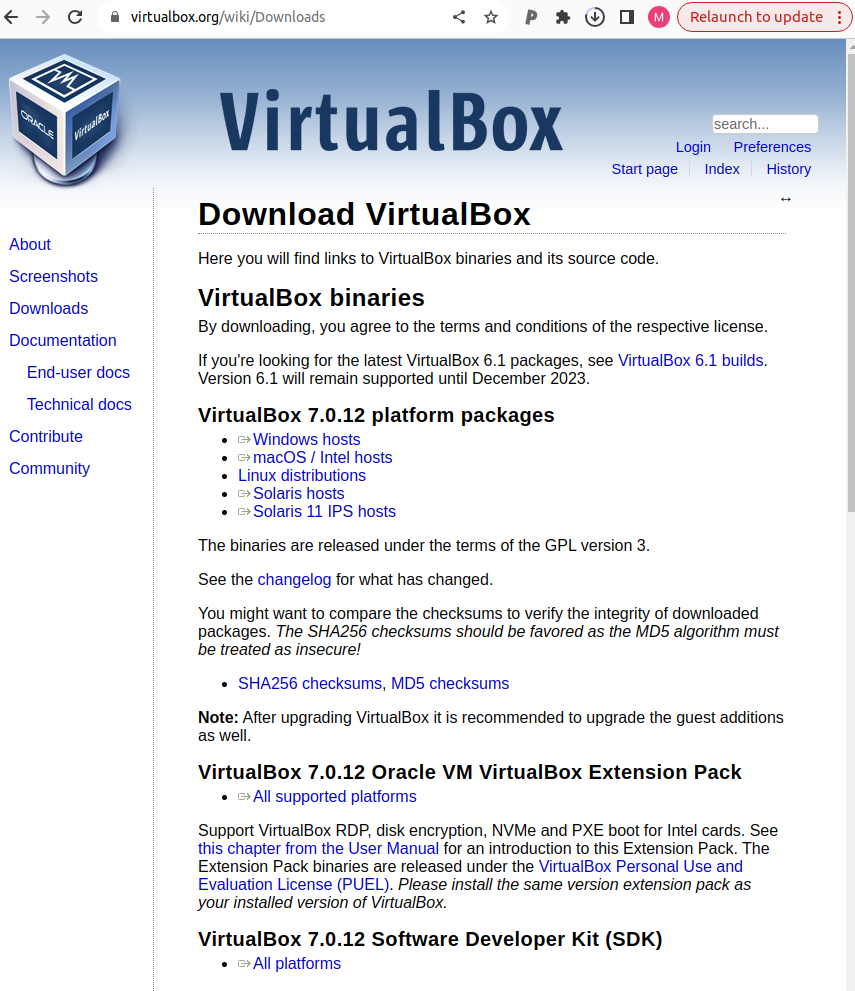 virtualbox.org/wiki/Downloads
P
M
Relaunch to update
ORACLE
VirtualBox
VirtualBox
search...
Login Preferences
Start page Index History
About
Screenshots
Downloads
Documentation
End-user docs
Technical docs
Contribute
Community
Download VirtualBox
Here you will find links to VirtualBox binaries and its source code.
VirtualBox binaries
By downloading, you agree to the terms and conditions of the respective license.
If you're looking for the latest VirtualBox 6.1 packages, see VirtualBox 6.1 builds.
Version 6.1 will remain supported until December 2023.
VirtualBox 7.0.12 platform packages
Windows hosts
macOS / Intel hosts
Linux distributions
Solaris hosts
Solaris 11 IPS hosts
The binaries are released under the terms of the GPL version 3.
See the changelog for what has changed.
You might want to compare the checksums to verify the integrity of downloaded
packages. The SHA256 checksums should be favored as the MD5 algorithm must
be treated as insecure!
SHA256 checksums, MD5 checksums
Note: After upgrading VirtualBox it is recommended to upgrade the guest additions
as well.
VirtualBox 7.0.12 Oracle VM VirtualBox Extension Pack
All supported platforms
Support VirtualBox RDP, disk encryption, NVMe and PXE boot for Intel cards. See
this chapter from the User Manual for an introduction to this Extension Pack. The
Extension Pack binaries are released under the VirtualBox Personal Use and
Evaluation License (PUEL). Please install the same version extension pack as
your installed version of VirtualBox.
VirtualBox 7.0.12 Software Developer Kit (SDK)
All platforms